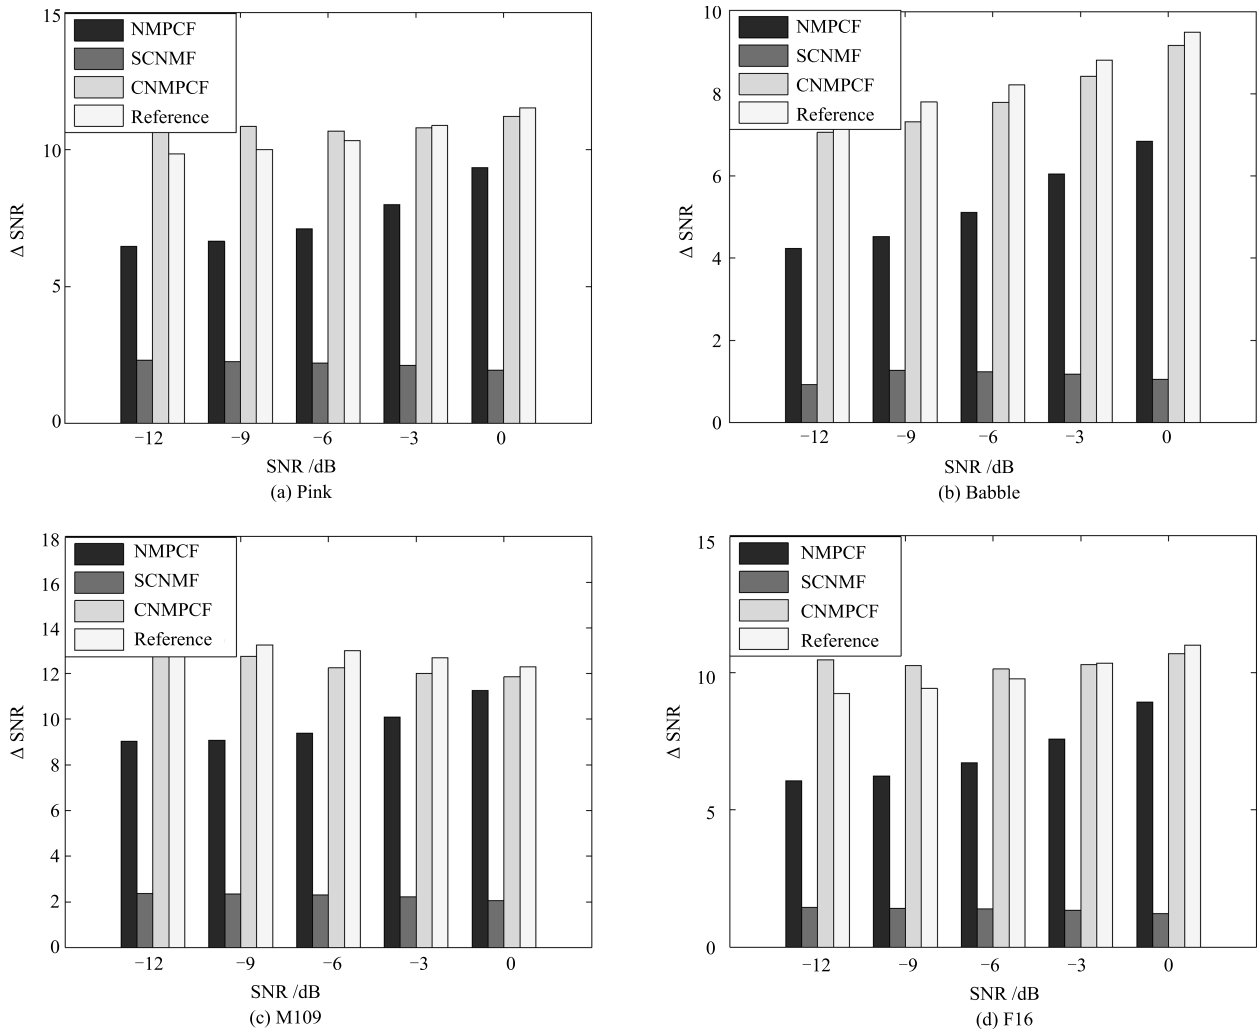 15
10
5
0
Δ SNR
NMPCF
SCNMF
CNMPCF
Reference
−12 −9 −6 −3 0
SNR /dB
(a) Pink
10
8
6
4
2
0
Δ SNR
NMPCF
SCNMF
CNMPCF
Reference
−12 −9 −6 −3 0
SNR /dB
(b) Babble
18
16
14
12
10
8
6
4
2
0
Δ SNR
NMPCF
SCNMF
CNMPCF
Reference
−12 −9 −6 −3 0
SNR /dB
(c) M109
15
10
5
0
Δ SNR
NMPCF
SCNMF
CNMPCF
Reference
−12 −9 −6 −3 0
SNR /dB
(d) F16